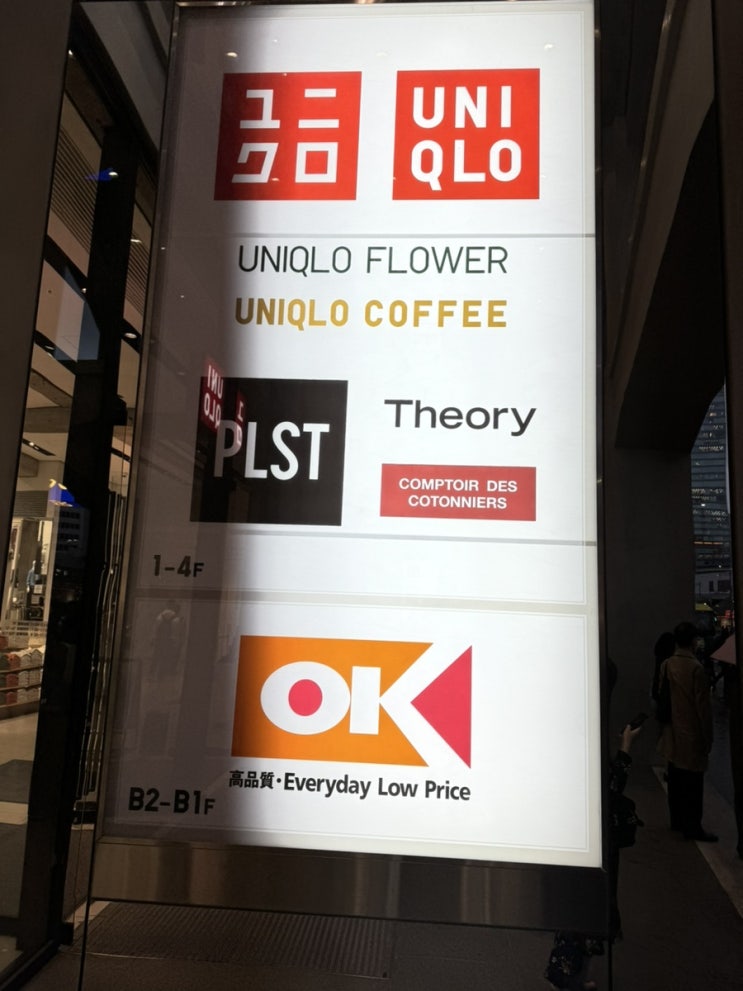 ユニ
クロ
UNI
QLO
UNIQLO FLOWER
UNIQLO COFFEE
PLST
Theory
COMPTOIR DES
COTONNIERS
1-4F
OK
高品質・Everyday Low Price
B2-B1F